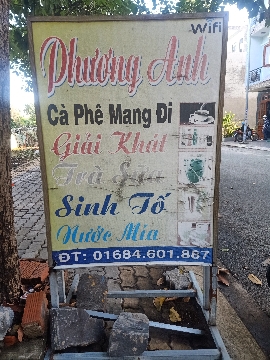 Wifi
Phương Anh
Cà Phê Mang Đi
Giải Khát
Trà Sữa
Sinh Tố
Nước Mía
ĐT: 01684.601.867